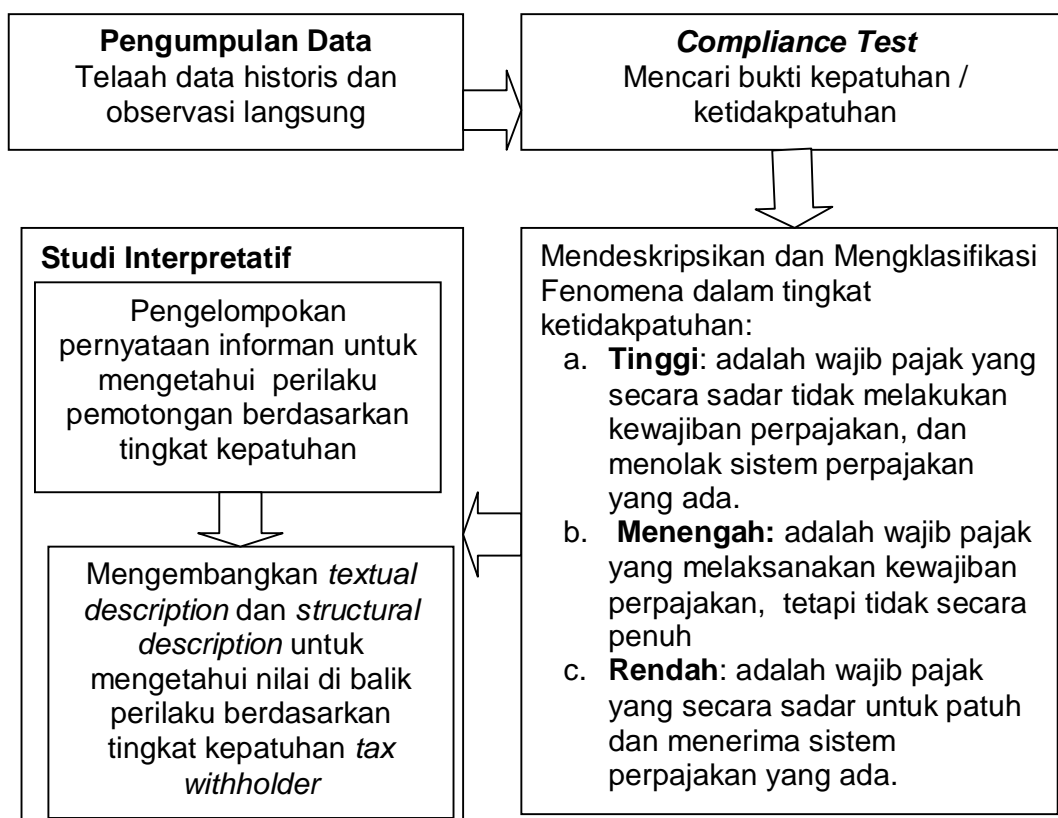 Pengumpulan Data
Telaah data historis dan
observasi langsung
Compliance Test
Mencari bukti kepatuhan /
ketidakpatuhan
Mendeskripsikan dan Mengklasifikasi
Fenomena dalam tingkat
ketidakpatuhan:
a. Tinggi: adalah wajib pajak yang
secara sadar tidak melakukan
kewajiban perpajakan, dan
menolak sistem perpajakan
yang ada.
b. Menengah: adalah wajib pajak
yang melaksanakan kewajiban
perpajakan, tetapi tidak secara
penuh
c. Rendah: adalah wajib pajak
yang secara sadar untuk patuh
dan menerima sistem
perpajakan yang ada.
Studi Interpretatif
Pengelompokan
pernyataan informan untuk
mengetahui perilaku
pemotongan berdasarkan
tingkat kepatuhan
Mengembangkan textual
description dan structural
description untuk
mengetahui nilai di balik
perilaku berdasarkan
tingkat kepatuhan tax
withholder